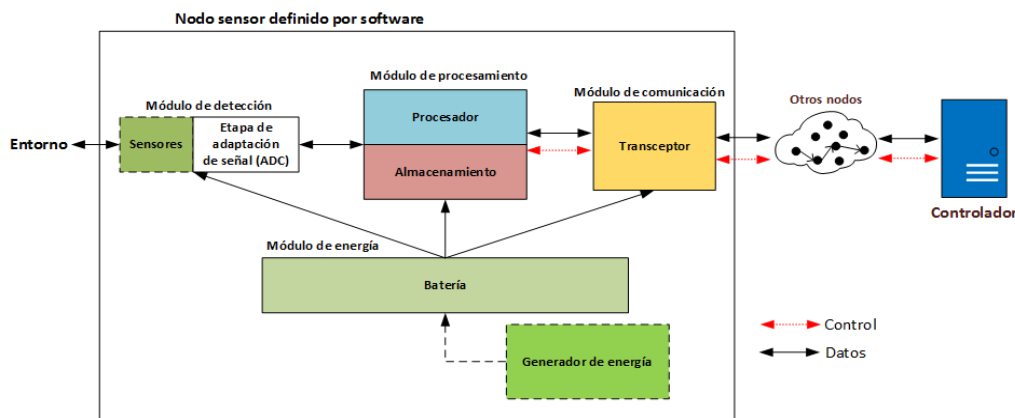 Nodo sensor definido por software
Módulo de procesamiento
Módulo de detección
Módulo de comunicación
Otros nodos
Entorno
Sensores
Etapa de
adaptación
de señal (ADC)
Procesador
Almacenamiento
Transceptor
Controlador
Módulo de energía
Batería
Generador de energía
Control
Datos